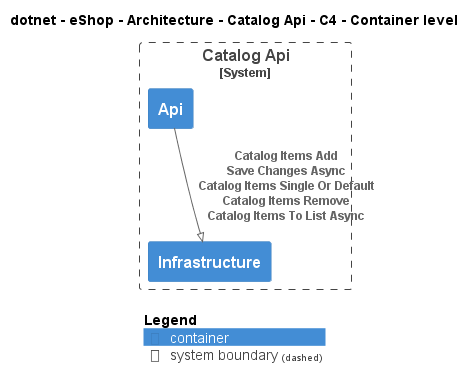 dotnet - eShop - Architecture - Catalog Api - C4 - Container level
Catalog Api
[System]
Api
Catalog Items Add
Save Changes Async
Catalog Items Single Or Default
Catalog Items Remove
Catalog Items To List Async
Infrastructure
Legend
container
system boundary (dashed)